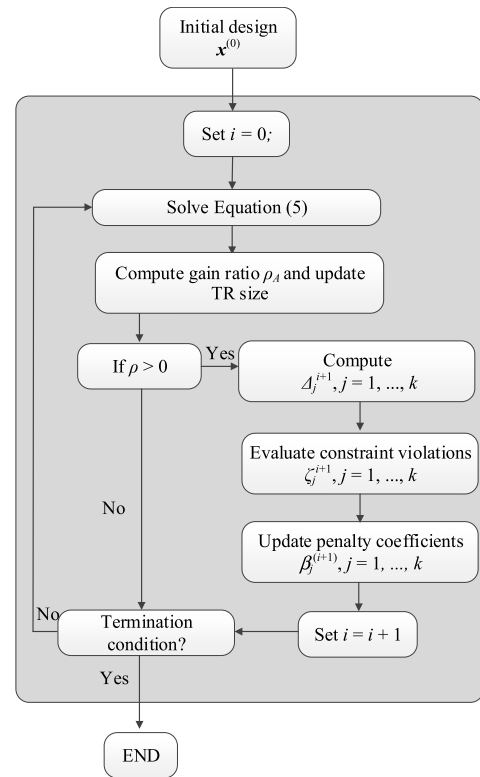 Initial design
x^(0)
Set i = 0;
Solve Equation (5)
Compute gain ratio ρ_A and update
TR size
If ρ > 0
Yes
Compute
Δ_j^{i+1}, j = 1, ..., k
Evaluate constraint violations
ζ_j^{i+1}, j = 1, ..., k
No
Update penalty coefficients
β_j^{(i+1)}, j = 1, ..., k
No
Termination
condition?
Set i = i + 1
Yes
END